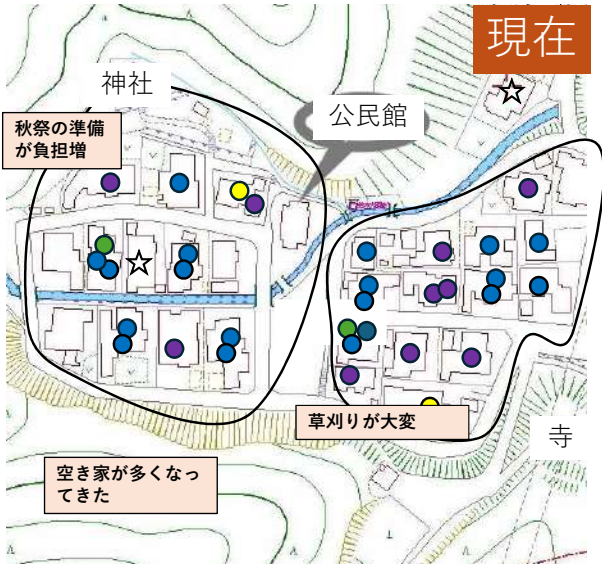 現在
神社
公民館
秋祭の準備
が負担増
草刈りが大変
寺
空き家が多くなっ
てきた